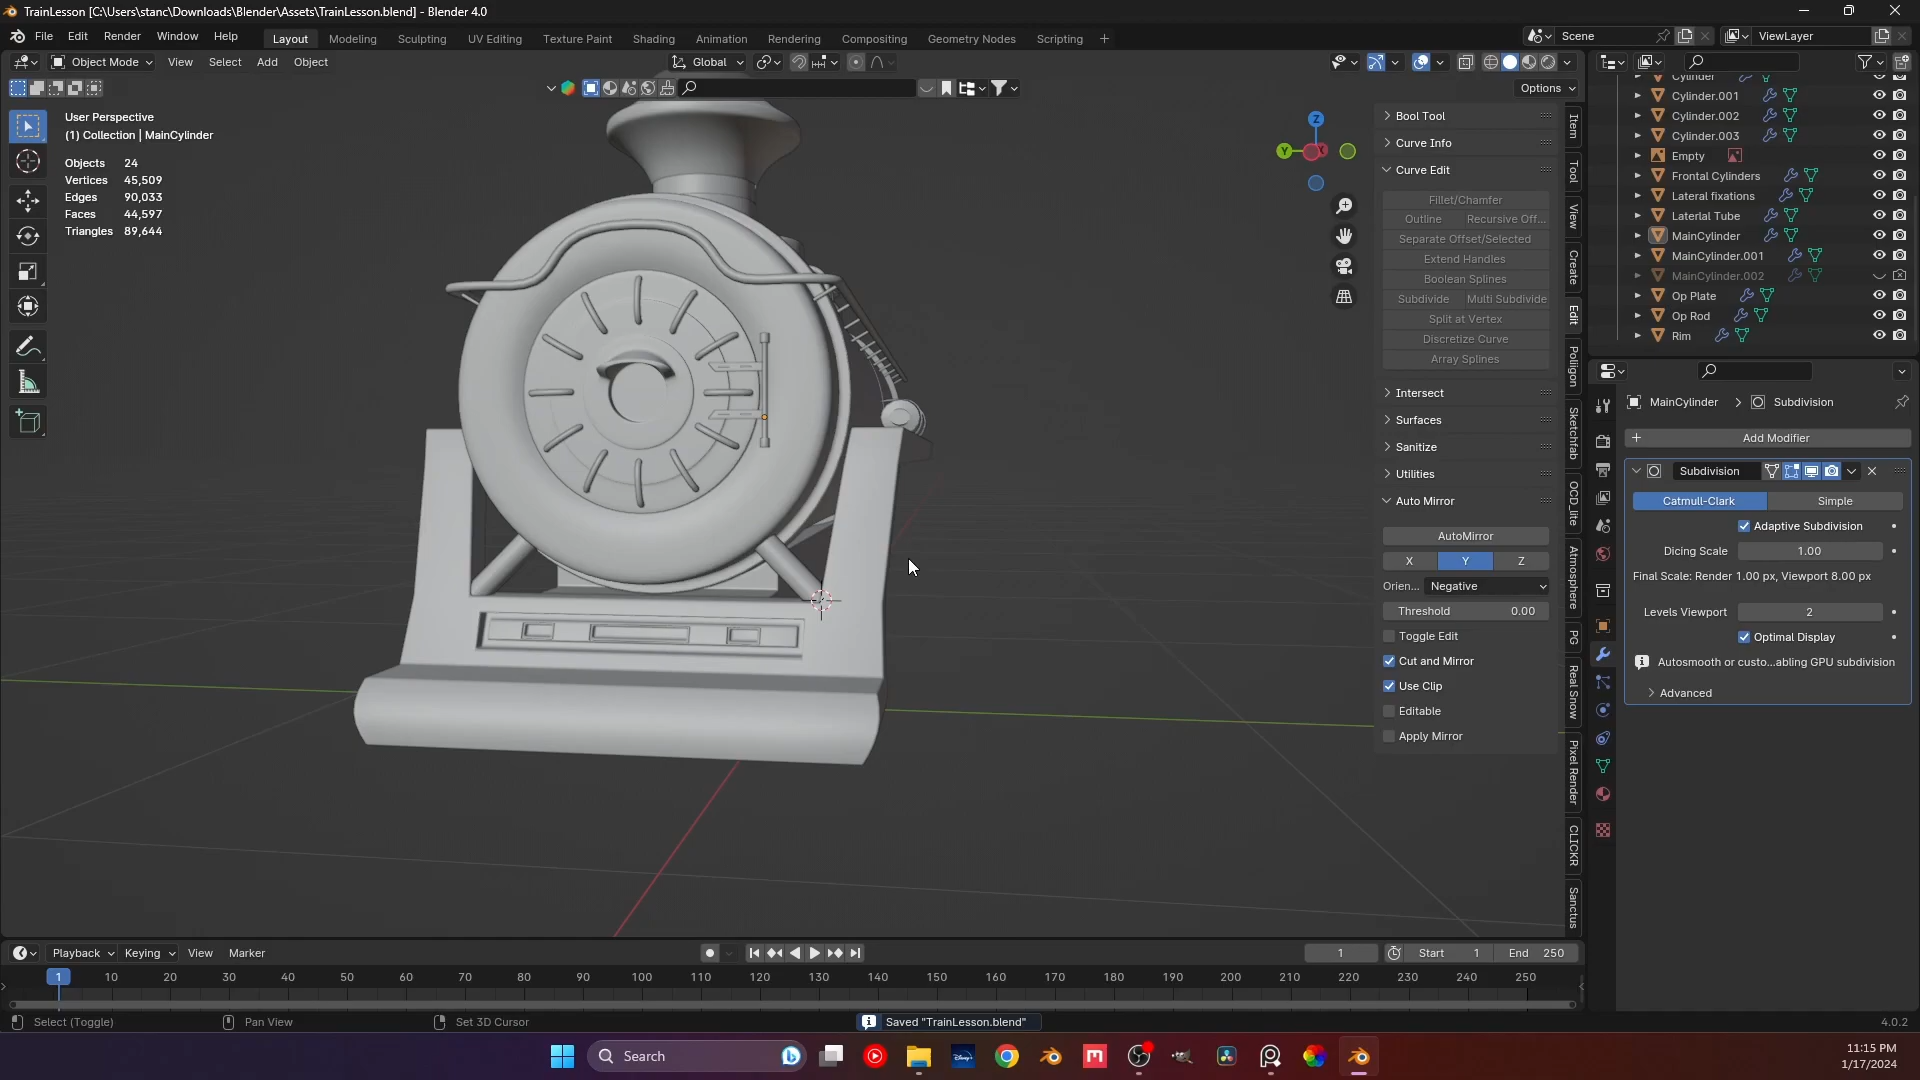 TrainLesson [C:\Users\stanc\Downloads\Blender\Assets\TrainLesson.blend] - Blender 4.0
File Edit Render Window Help
Layout Modeling Sculpting UV Editing Texture Paint Shading Animation Rendering Compositing Geometry Nodes Scripting +
Scene
ViewLayer
Object Mode View Select Add Object
Global
Options
User Perspective
(1) Collection | MainCylinder
Objects 24
Vertices 45,509
Edges 90,033
Faces 44,597
Triangles 89,644
Z
Y
X
Bool Tool
Curve Info
Curve Edit
Fillet/Chamfer
Outline Recursive Off...
Separate Offset/Selected
Extend Handles
Boolean Splines
Subdivide Multi Subdivide
Split at Vertex
Discretize Curve
Array Splines
Intersect
Surfaces
Sanitize
Utilities
Auto Mirror
AutoMirror
X Y Z
Orien... Negative
Threshold 0.00
Toggle Edit
Cut and Mirror
Use Clip
Editable
Apply Mirror
Item
Tool
View
Create
Edit
Poliigon
Sketchfab
OCD_lite
Atmosphere
PG
Real Snow
Pixel Render
CLICKR
Sanctus
Cylinder
Cylinder.001
Cylinder.002
Cylinder.003
Empty
Frontal Cylinders
Lateral fixations
Laterlal Tube
MainCylinder
MainCylinder.001
MainCylinder.002
Op Plate
Op Rod
Rim
MainCylinder > Subdivision
+ Add Modifier
Subdivision
Catmull-Clark Simple
Adaptive Subdivision
Dicing Scale 1.00
Final Scale: Render 1.00 px, Viewport 8.00 px
Levels Viewport 2
Optimal Display
Autosmooth or custo...abling GPU subdivision
Advanced
Playback Keying View Marker
1 Start 1 End 250
1 10 20 30 40 50 60 70 80 90 100 110 120 130 140 150 160 170 180 190 200 210 220 230 240 250
Select (Toggle) Pan View Set 3D Cursor
Saved "TrainLesson.blend"
4.0.2
Search
Disney+
11:15 PM
1/17/2024